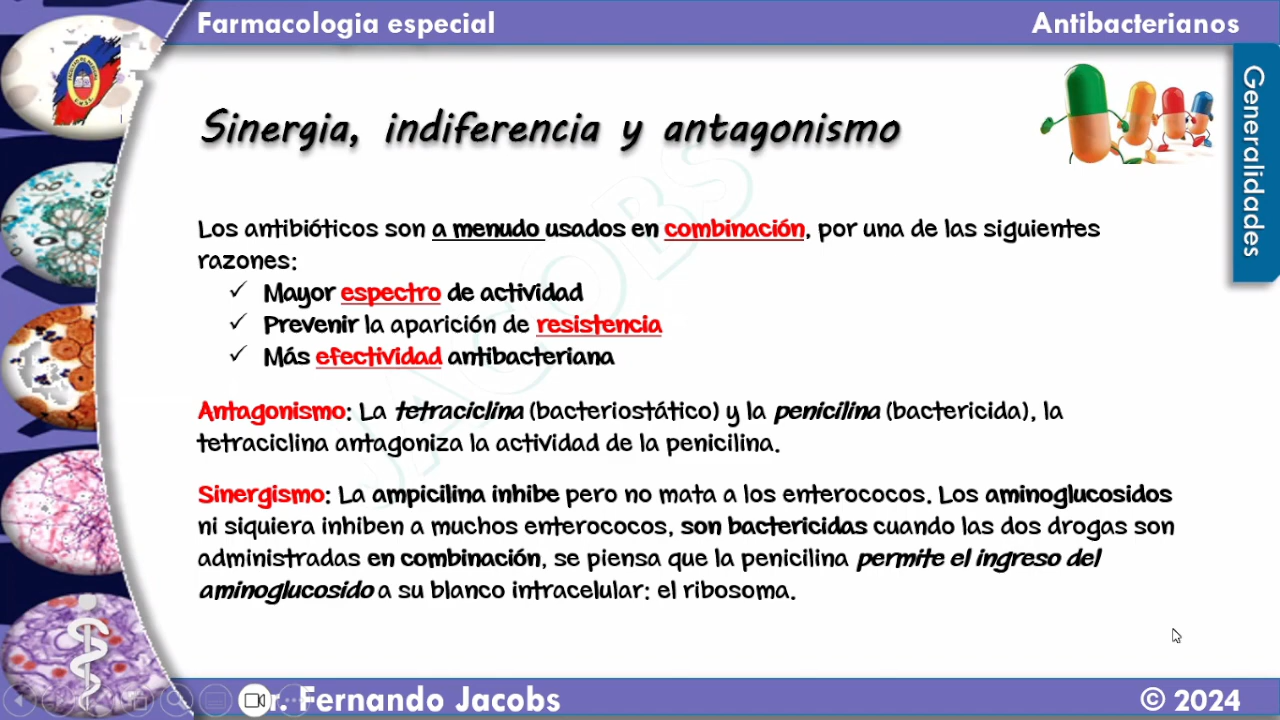 Farmacologia especial
Antibacterianos
Generalidades
Sinergia, indiferencia y antagonismo
Los antibióticos son a menudo usados en combinación, por una de las siguientes
razones:
✓ Mayor espectro de actividad
✓ Prevenir la aparición de resistencia
✓ Más efectividad antibacteriana
Antagonismo: La tetraciclina (bacteriostático) y la penicilina (bactericida), la
tetraciclina antagoniza la actividad de la penicilina.
Sinergismo: La ampicilina inhibe pero no mata a los enterococos. Los aminoglucosidos
ni siquiera inhiben a muchos enterococos, son bactericidas cuando las dos drogas son
administradas en combinación, se piensa que la penicilina permite el ingreso del
aminoglucosido a su blanco intracelular: el ribosoma.
JACOBS
Fernando Jacobs
© 2024